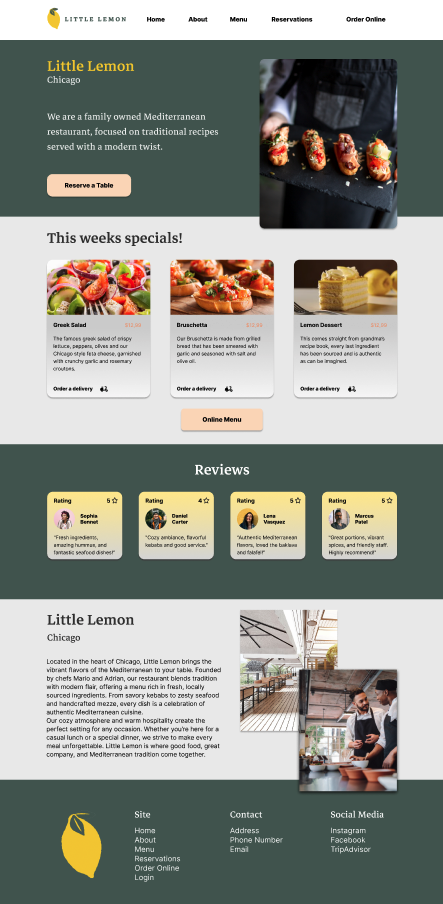 LITTLE LEMON
Home About Menu Reservations Order Online
Little Lemon
Chicago
We are a family owned Mediterranean
restaurant, focused on traditional recipes
served with a modern twist.
Reserve a Table
This weeks specials!
Greek Salad $12,99
The famous greek salad of crispy
lettuce, peppers, olives and our
Chicago style feta cheese, garnished
with crunchy garlic and rosemary
croutons.
Order a delivery
Bruschetta
Our Bruschetta is made from grilled
bread that has been smeared with
garlic and seasoned with salt and
olive oil.
Order a delivery
Lemon Dessert
This comes straight from grandma's
recipe book, every last ingredient
has been sourced and is authentic
as can be imagined.
Order a delivery
Online Menu
Reviews
Rating 5
Sophia
Bennet
"Fresh ingredients,
amazing hummus, and
fantastic seafood dishes!"
Rating 4
Daniel
Carter
"Cozy ambiance, flavorful
kebabs and good service."
Rating 5
Lena
Vasquez
"Authentic Mediterranean
flavors, loved the baklava
and falafel!"
Rating 5
Marcus
Patel
"Great portions, vibrant
spices, and friendly staff.
Highly recommend!"
Little Lemon
Chicago
Located in the heart of Chicago, Little Lemon brings the
vibrant flavors of the Mediterranean to your table. Founded
by chefs Mario and Adrian, our restaurant blends tradition
with modern flair, offering a menu rich in fresh, locally
sourced ingredients. From savory kebabs to zesty seafood
and handcrafted mezze, every dish is a celebration of
authentic Mediterranean cuisine.
Our cozy atmosphere and warm hospitality create the
perfect setting for any occasion. Whether you're here for a
casual lunch or a special dinner, we strive to make every
meal unforgettable. Little Lemon is where good food, great
company, and Mediterranean tradition come together.
Site
Home
About
Menu
Reservations
Order Online
Login
Contact
Address
Phone Number
Email
Social Media
Instagram
Facebook
TripAdvisor